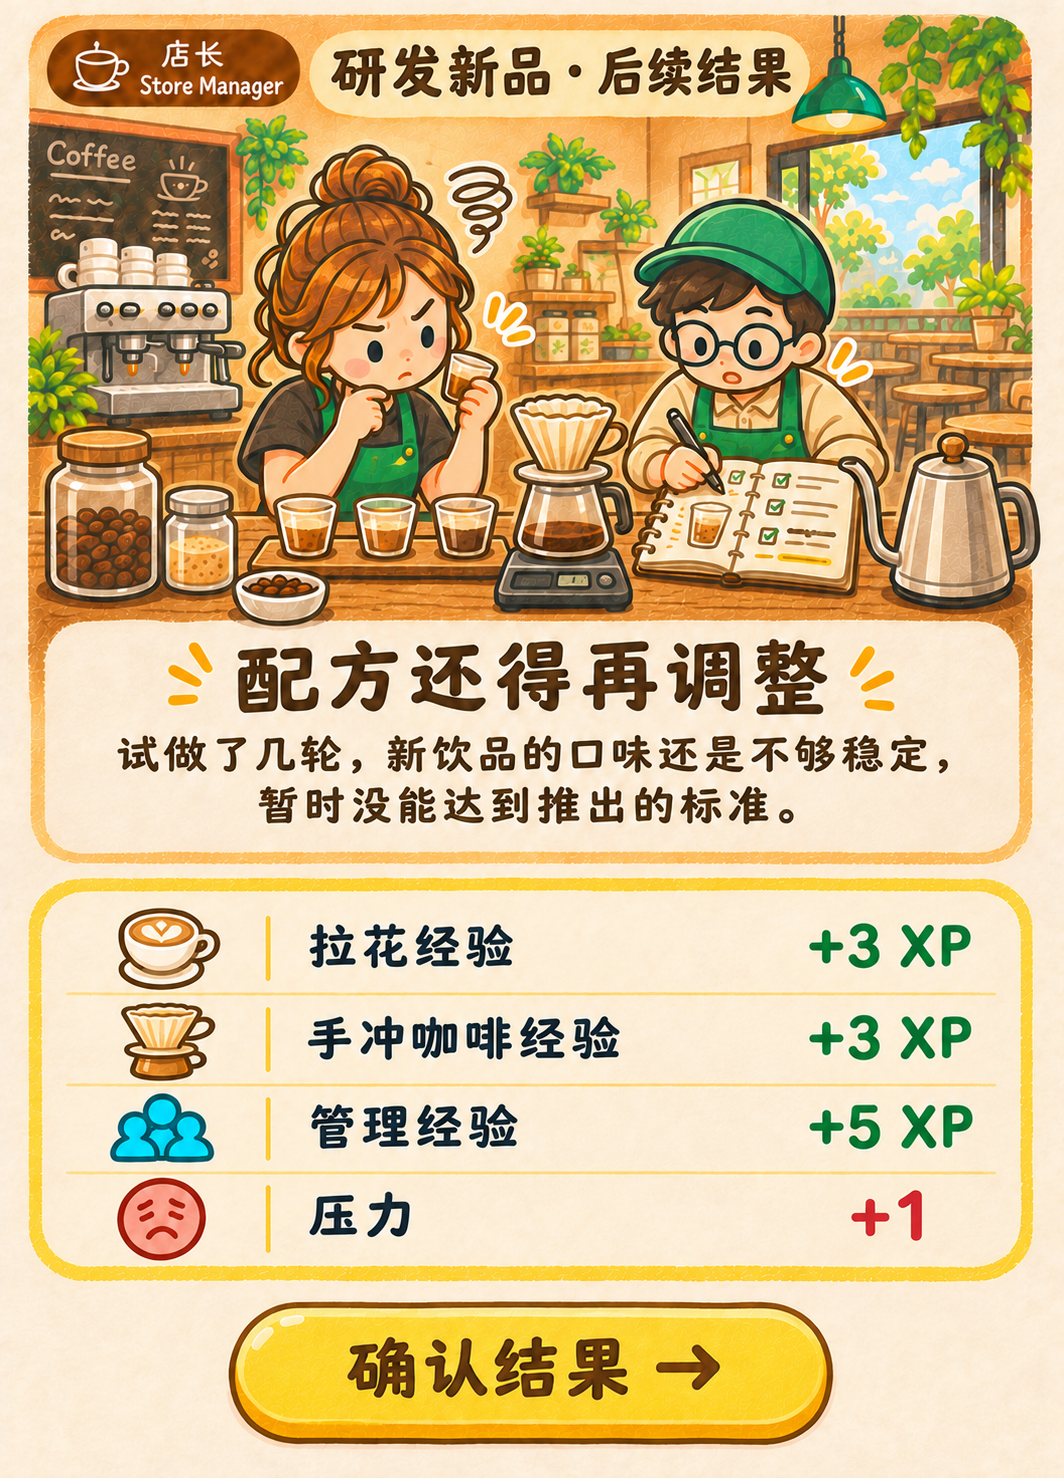 店长
Store Manager
研发新品·后续结果
Coffee
配方还得再调整
试做了几轮，新饮品的口味还是不够稳定，
暂时没能达到推出的标准。
拉花经验 +3 XP
手冲咖啡经验 +3 XP
管理经验 +5 XP
压力 +1
确认结果 →